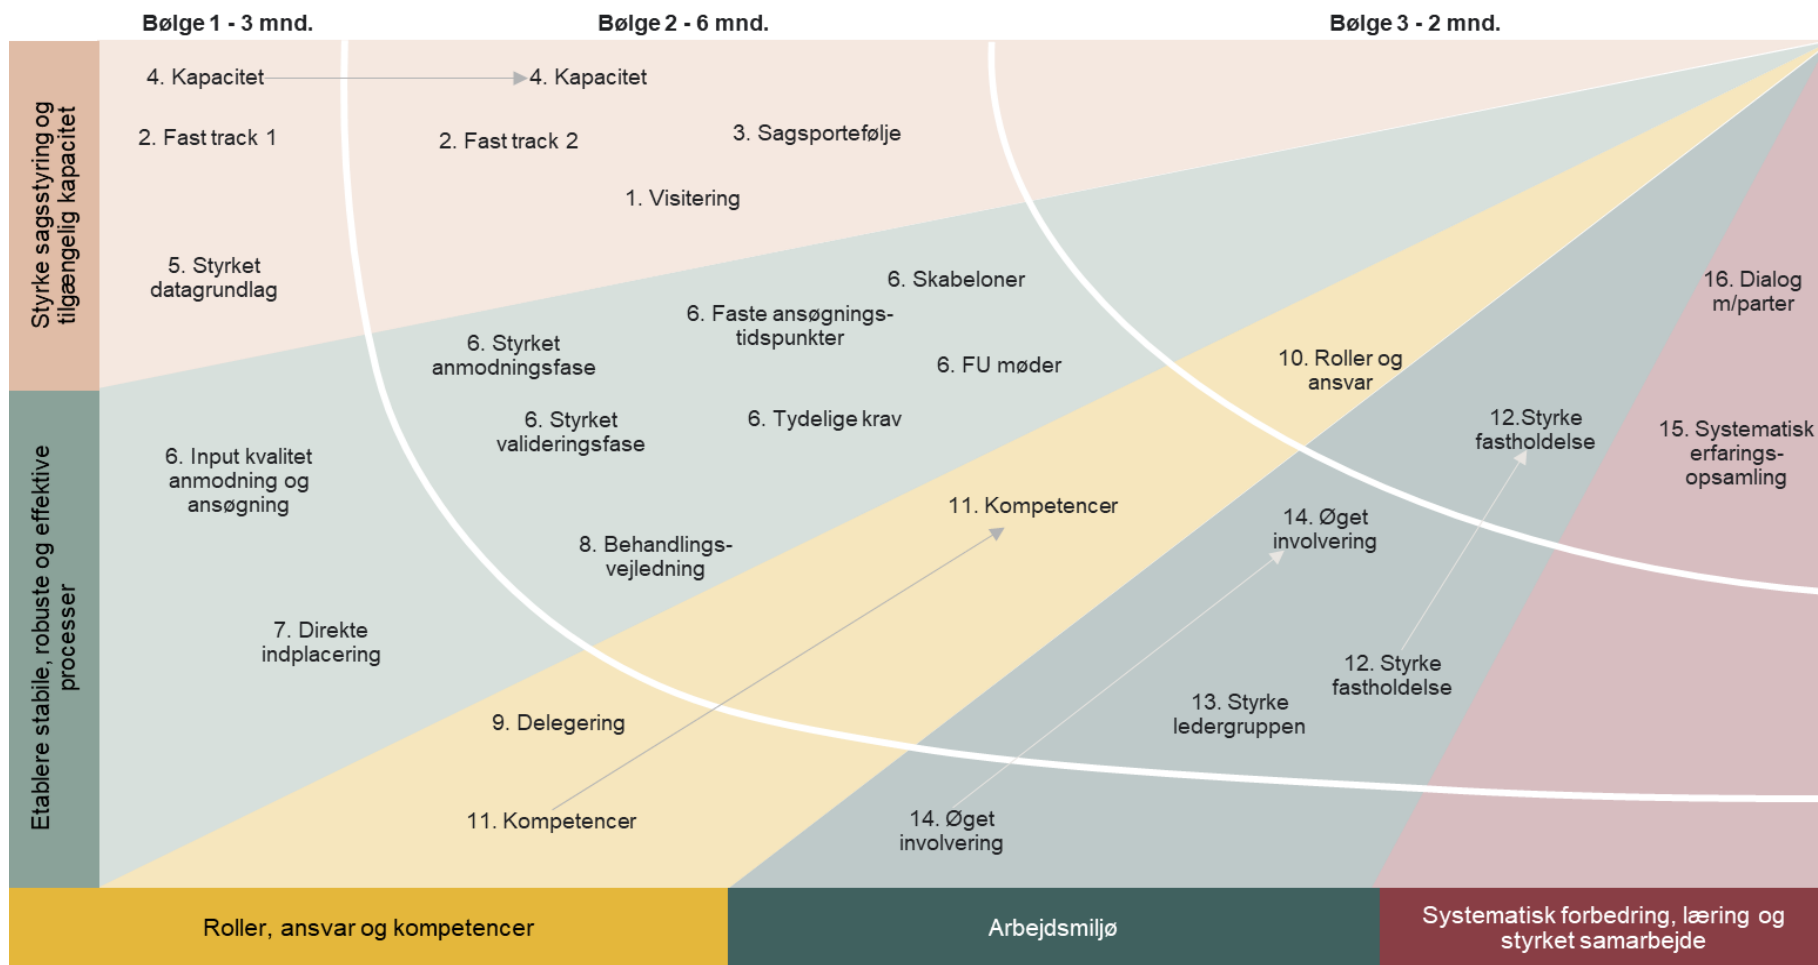 Bølge 1 - 3 mnd.
Bølge 2 - 6 mnd.
Bølge 3 - 2 mnd.
Styrke sagsstyring og
tilgængelig kapacitet
4. Kapacitet
4. Kapacitet
2. Fast track 1
2. Fast track 2
3. Sagsportefølje
1. Visitering
5. Styrket
datagrundlag
Etablere stabile, robuste og effektive
processer
6. Skabeloner
6. Faste ansøgnings-
tidspunkter
6. Styrket
anmodningsfase
6. FU møder
6. Styrket
valideringsfase
6. Tydelige krav
6. Input kvalitet
anmodning og
ansøgning
8. Behandlings-
vejledning
7. Direkte
indplacering
10. Roller og
ansvar
11. Kompetencer
9. Delegering
11. Kompetencer
12.Styrke
fastholdelse
14. Øget
involvering
12. Styrke
fastholdelse
13. Styrke
ledergruppen
14. Øget
involvering
16. Dialog
m/parter
15. Systematisk
erfarings-
opsamling
Roller, ansvar og kompetencer
Arbejdsmiljø
Systematisk forbedring, læring og
styrket samarbejde